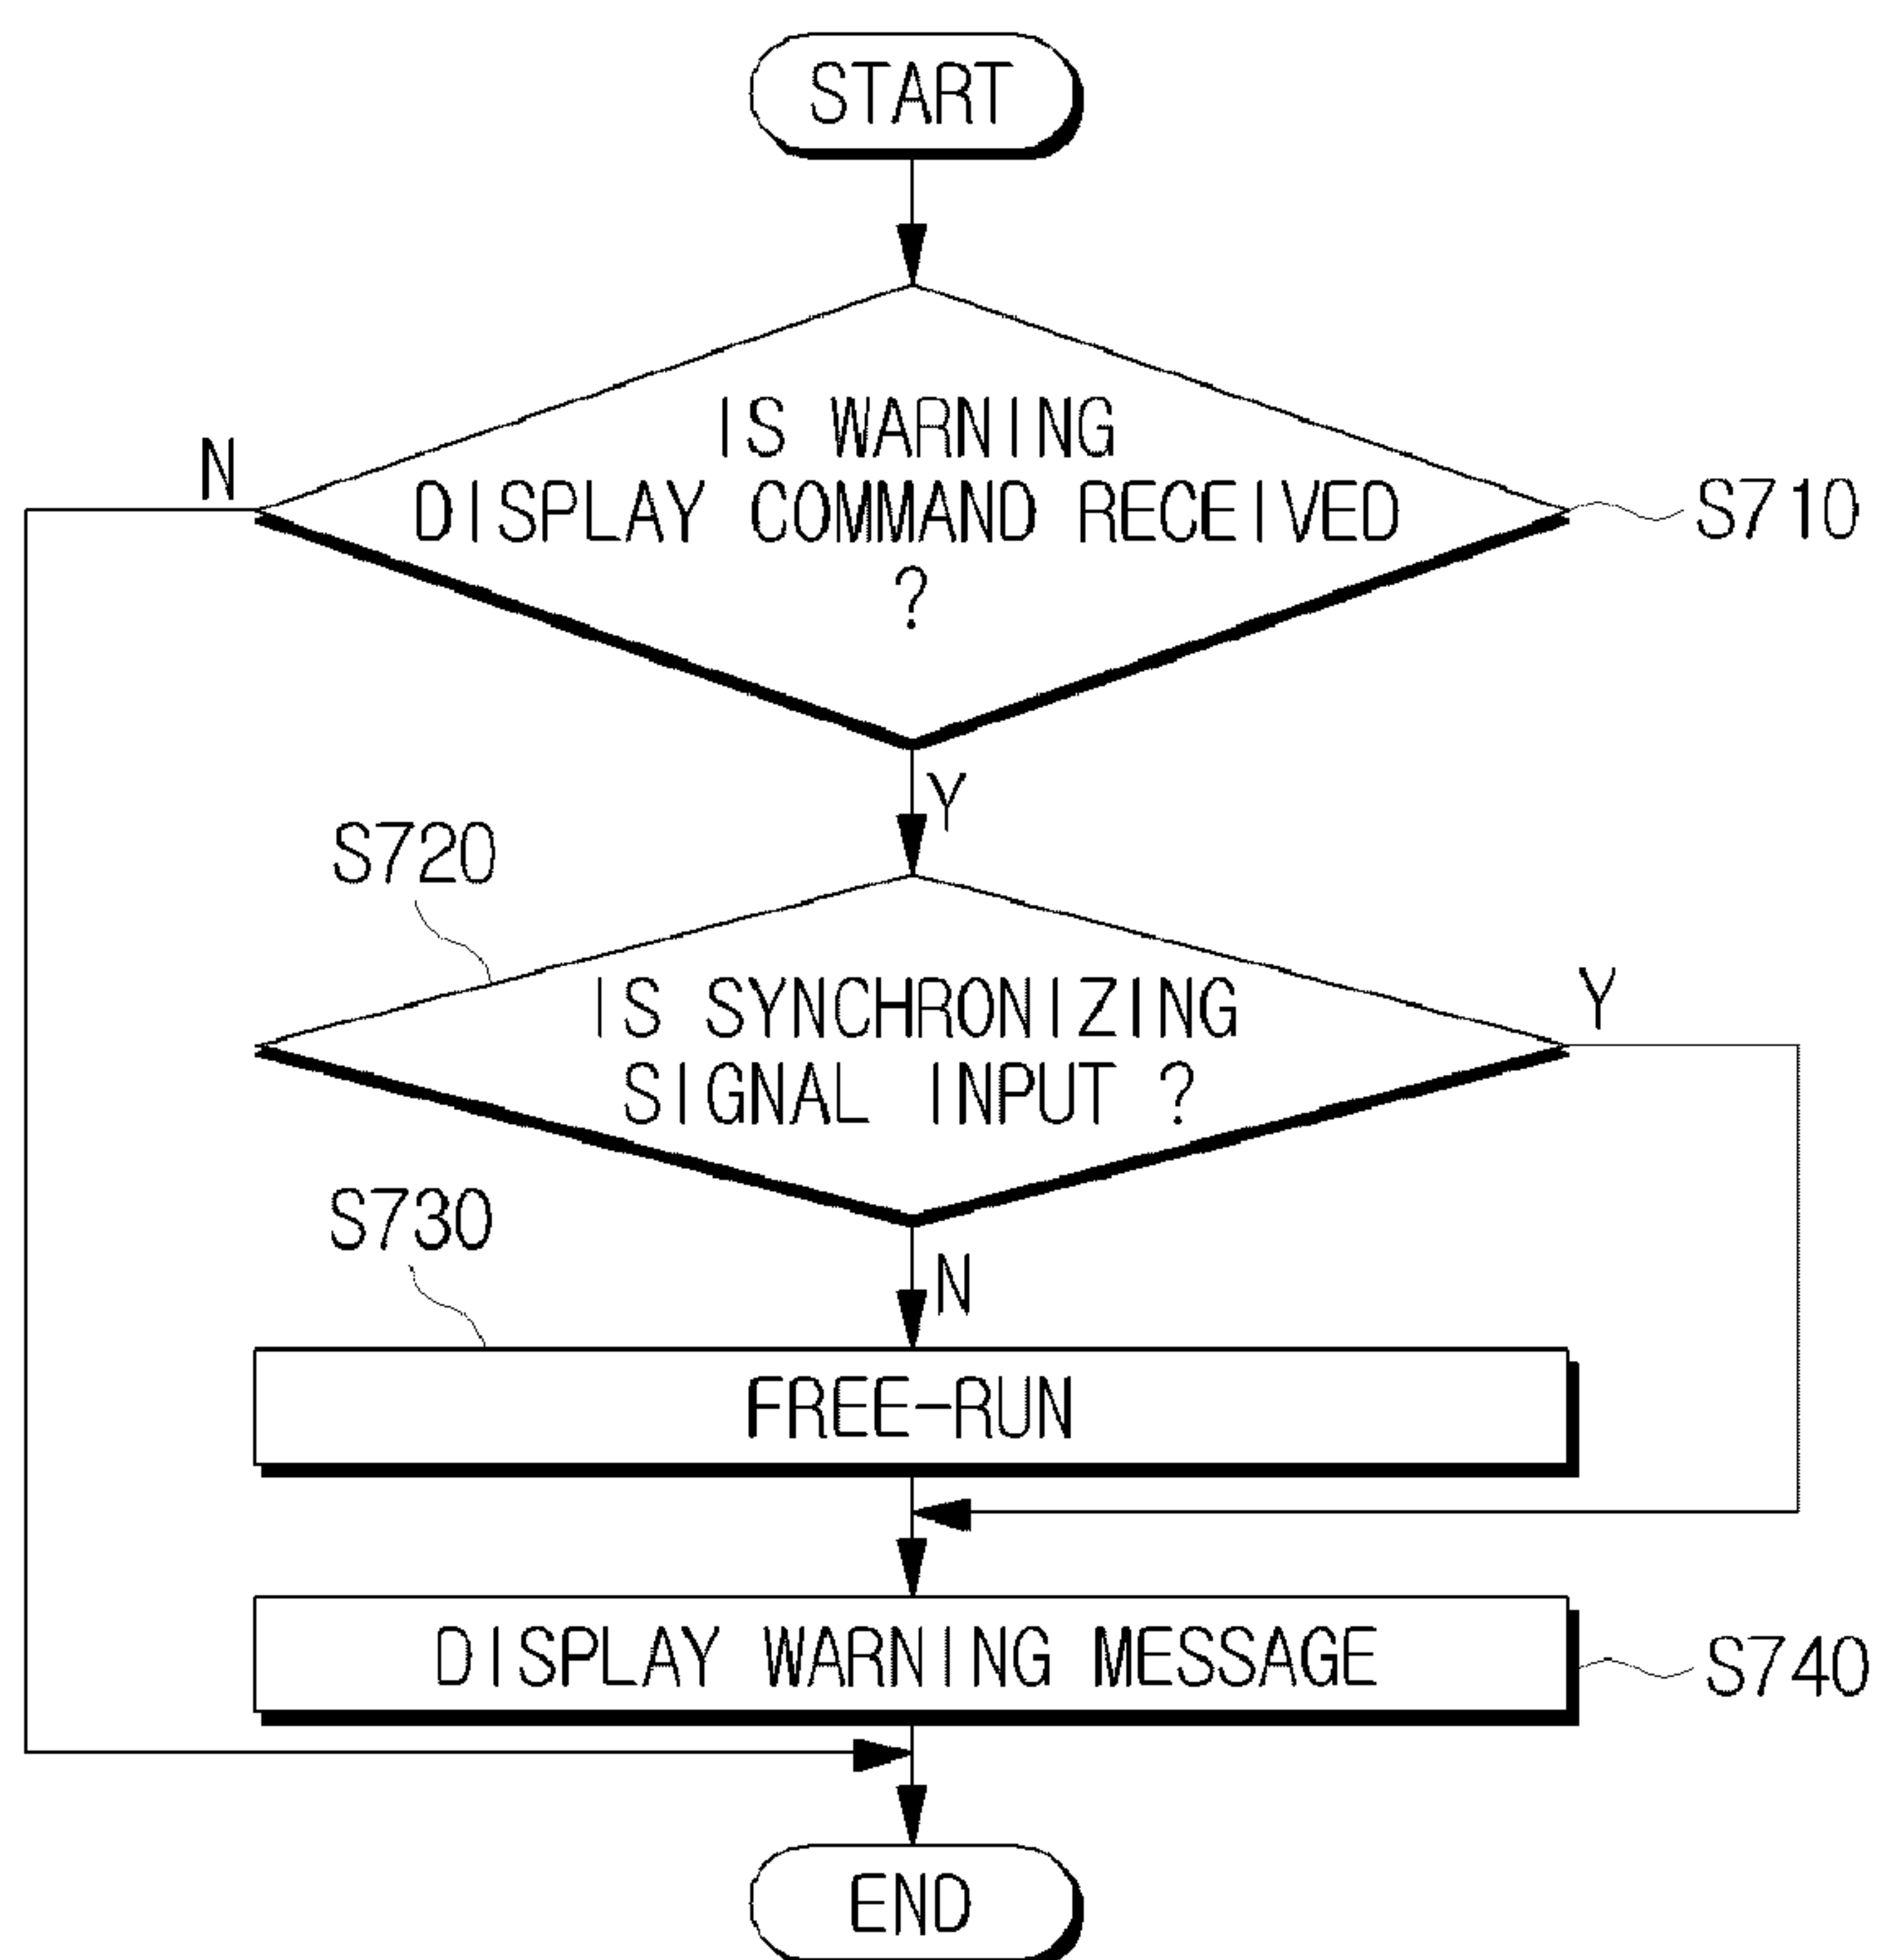 START
IS WARNING
N
DISPLAY COMMAND RECEIVED
S710
?
Y
S720
IS SYNCHRONIZING
Y
SIGNAL INPUT ?
S730
N
FREE-RUN
DISPLAY WARNING MESSAGE
S740
END